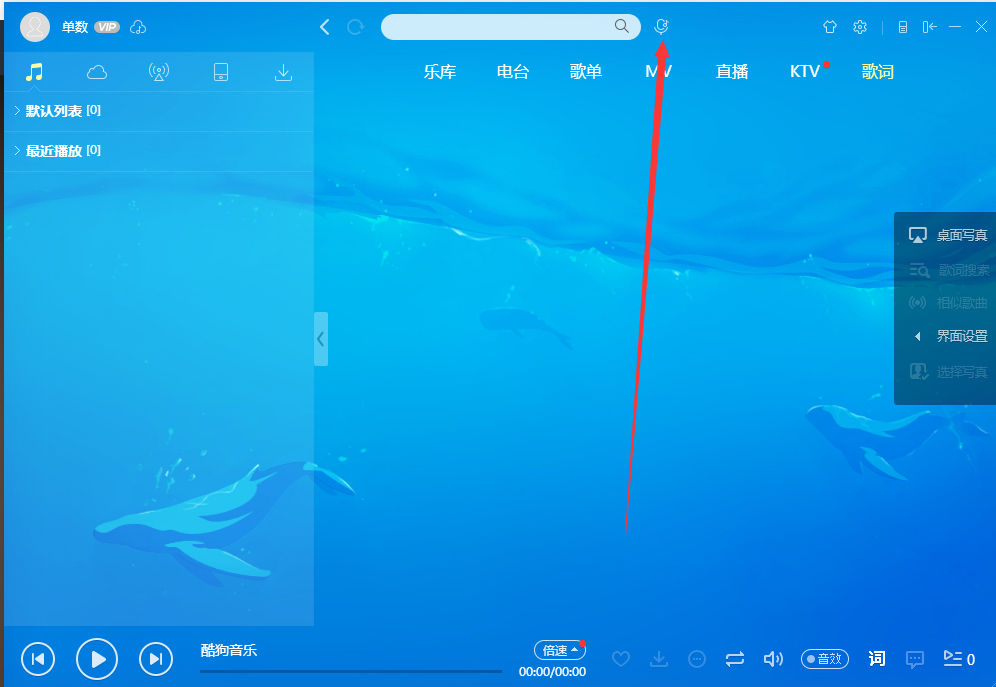 单数 VIP
乐库 电台 歌单 MV 直播 KTV 歌词
默认列表 [0]
最近播放 [0]
桌面写真
歌词搜索
相似歌曲
界面设置
选择写真
酷狗音乐
倍速
00:00/00:00
音效
词
0